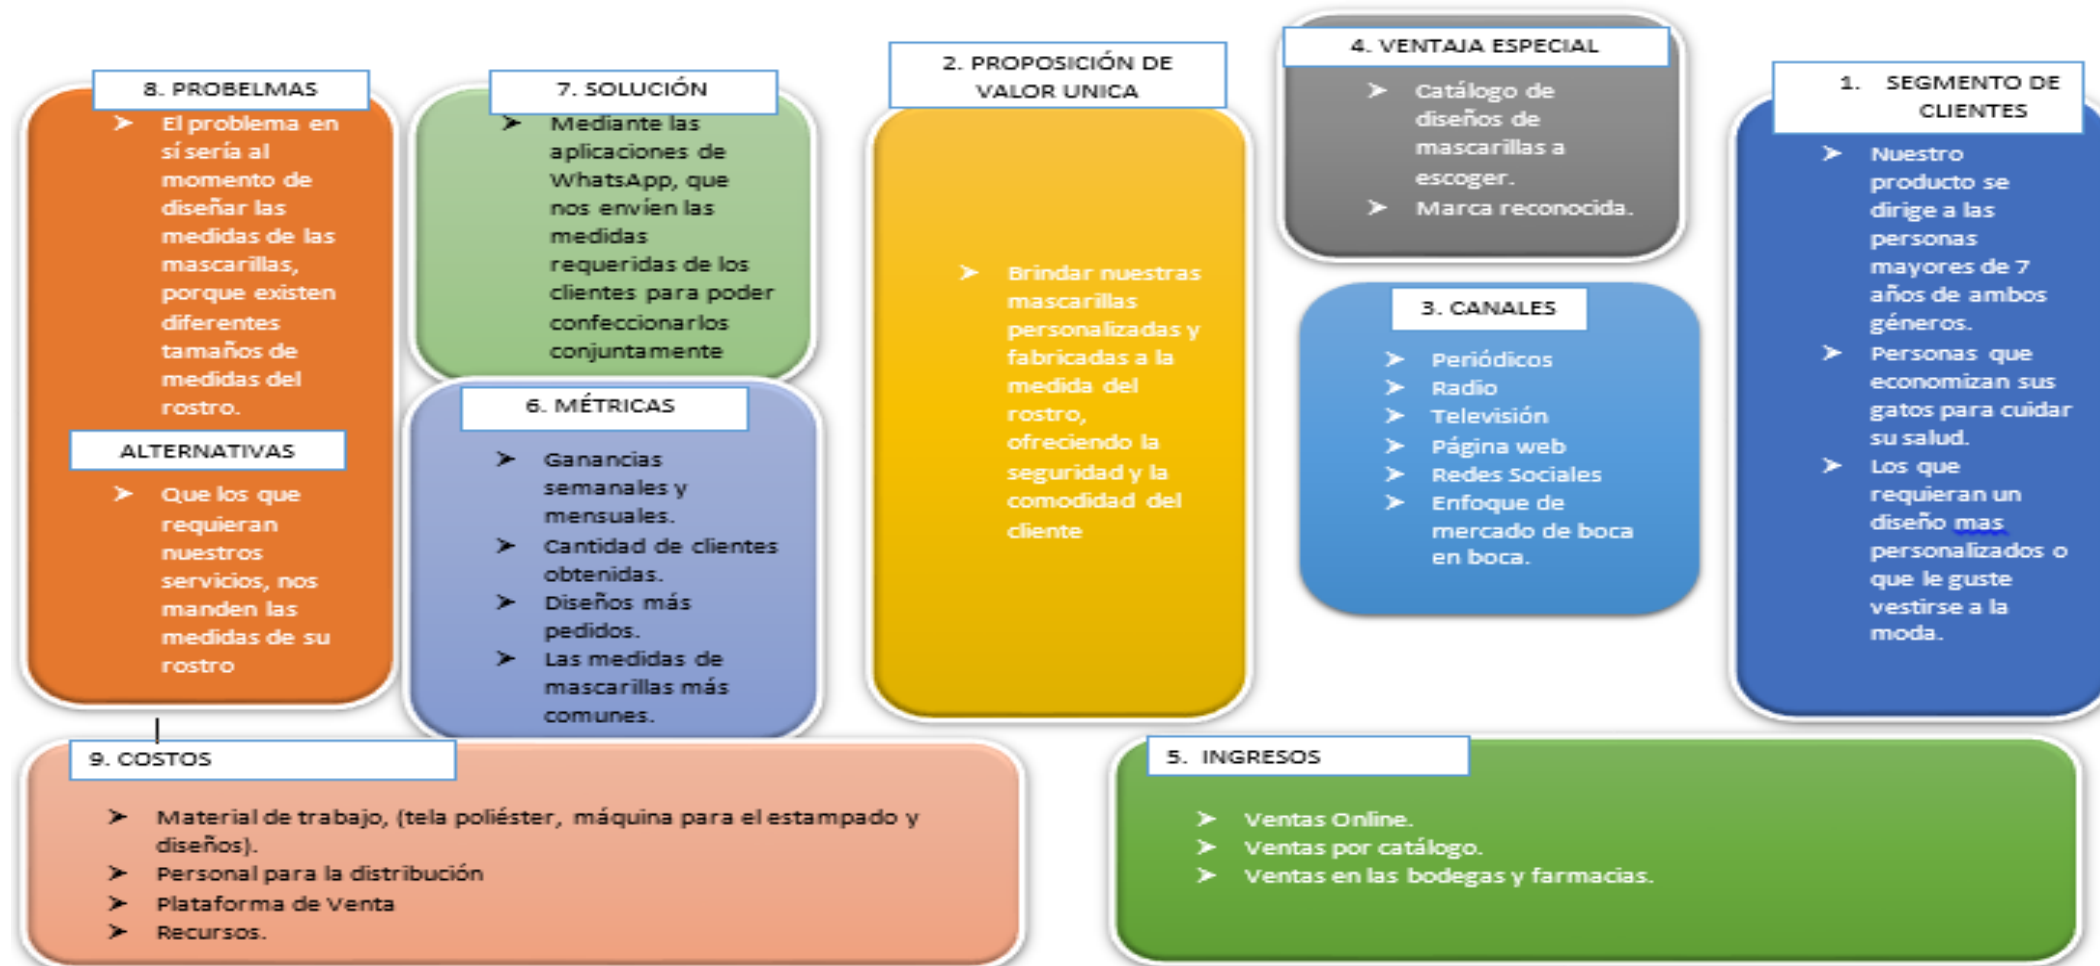 8. PROBELMAS
➤ El problema en
sí sería al
momento de
diseñar las
medidas de las
mascarillas,
porque existen
diferentes
tamaños de
medidas del
rostro.
ALTERNATIVAS
➤ Que los que
requieran
nuestros
servicios, nos
manden las
medidas de su
rostro
7. SOLUCIÓN
➤ Mediante las
aplicaciones de
WhatsApp, que
nos envíen las
medidas
requeridas de los
clientes para poder
confeccionarlos
conjuntamente
6. MÉTRICAS
➤ Ganancias
semanales y
mensuales.
➤ Cantidad de clientes
obtenidas.
➤ Diseños más
pedidos.
➤ Las medidas de
mascarillas más
comunes.
2. PROPOSICIÓN DE
VALOR UNICA
➤ Brindar nuestras
mascarillas
personalizadas y
fabricadas a la
medida del
rostro,
ofreciendo la
seguridad y la
comodidad del
cliente
4. VENTAJA ESPECIAL
➤ Catálogo de
diseños de
mascarillas a
escoger.
➤ Marca reconocida.
3. CANALES
➤ Periódicos
➤ Radio
➤ Televisión
➤ Página web
➤ Redes Sociales
➤ Enfoque de
mercado de boca
en boca.
1. SEGMENTO DE
CLIENTES
➤ Nuestro
producto se
dirige a las
personas
mayores de 7
años de ambos
géneros.
➤ Personas que
economizan sus
gatos para cuidar
su salud.
➤ Los que
requieran un
diseño mas
personalizados o
que le guste
vestirse a la
moda.
9. COSTOS
➤ Material de trabajo, (tela poliéster, máquina para el estampado y
diseños).
➤ Personal para la distribución
➤ Plataforma de Venta
➤ Recursos.
5. INGRESOS
➤ Ventas Online.
➤ Ventas por catálogo.
➤ Ventas en las bodegas y farmacias.